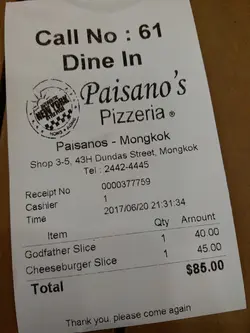 Call No : 61
Dine In
Paisano's
Pizzeria ®
Paisanos - Mongkok
Shop 3-5, 43H Dundas Street, Mongkok
Tel : 2442-4445
Receipt No 0000377759
Cashier 1
Time 2017/06/20 21:31:34
Item Qty Amount
Godfather Slice 1 40.00
Cheeseburger Slice 1 45.00
Total $85.00
Thank you, please come again